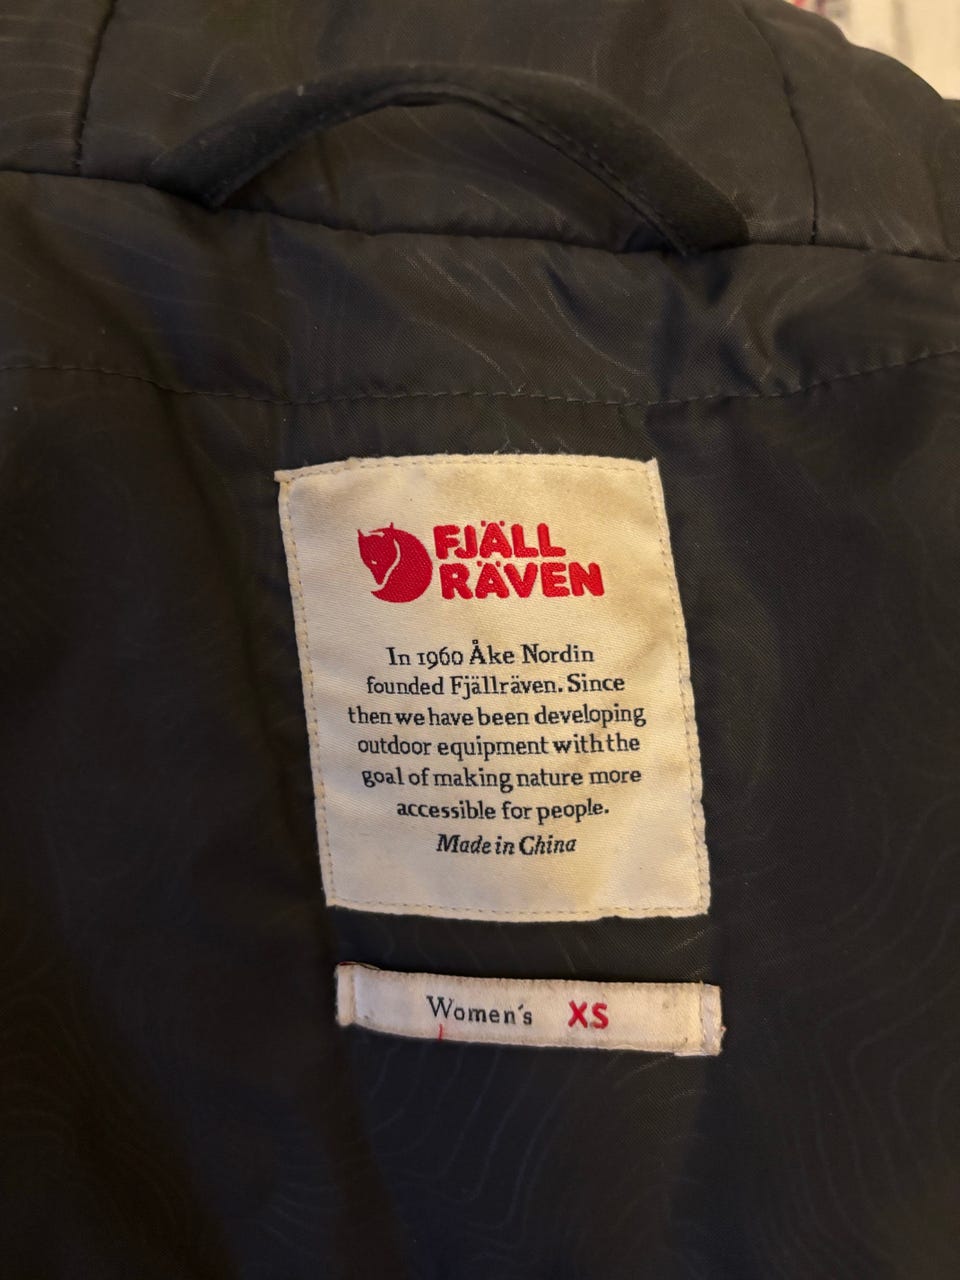 FJÄLL
RÄVEN
In 1960 Åke Nordin
founded Fjällräven. Since
then we have been developing
outdoor equipment with the
goal of making nature more
accessible for people.
Made in China
Women's XS